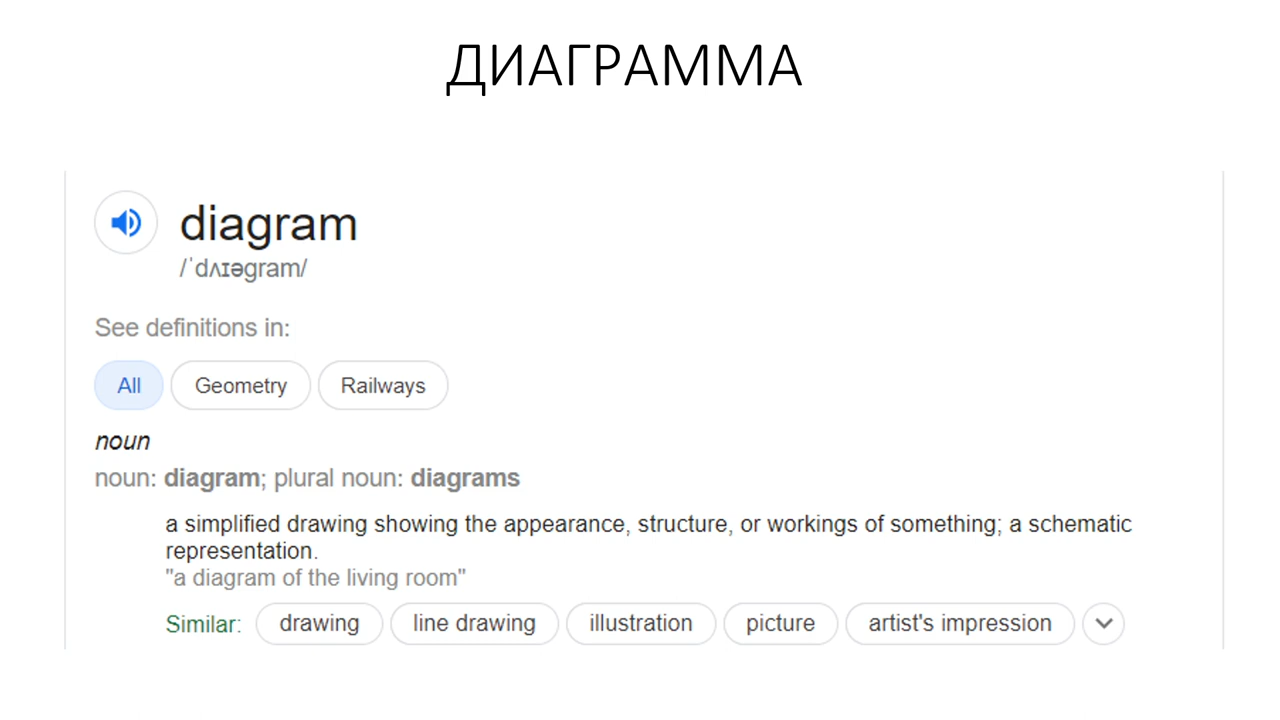 ДИАГРАММА
diagram
/ˈdʌɪəɡram/
See definitions in:
All Geometry Railways
noun
noun: diagram; plural noun: diagrams
a simplified drawing showing the appearance, structure, or workings of something; a schematic
representation.
"a diagram of the living room"
Similar: drawing line drawing illustration picture artist's impression